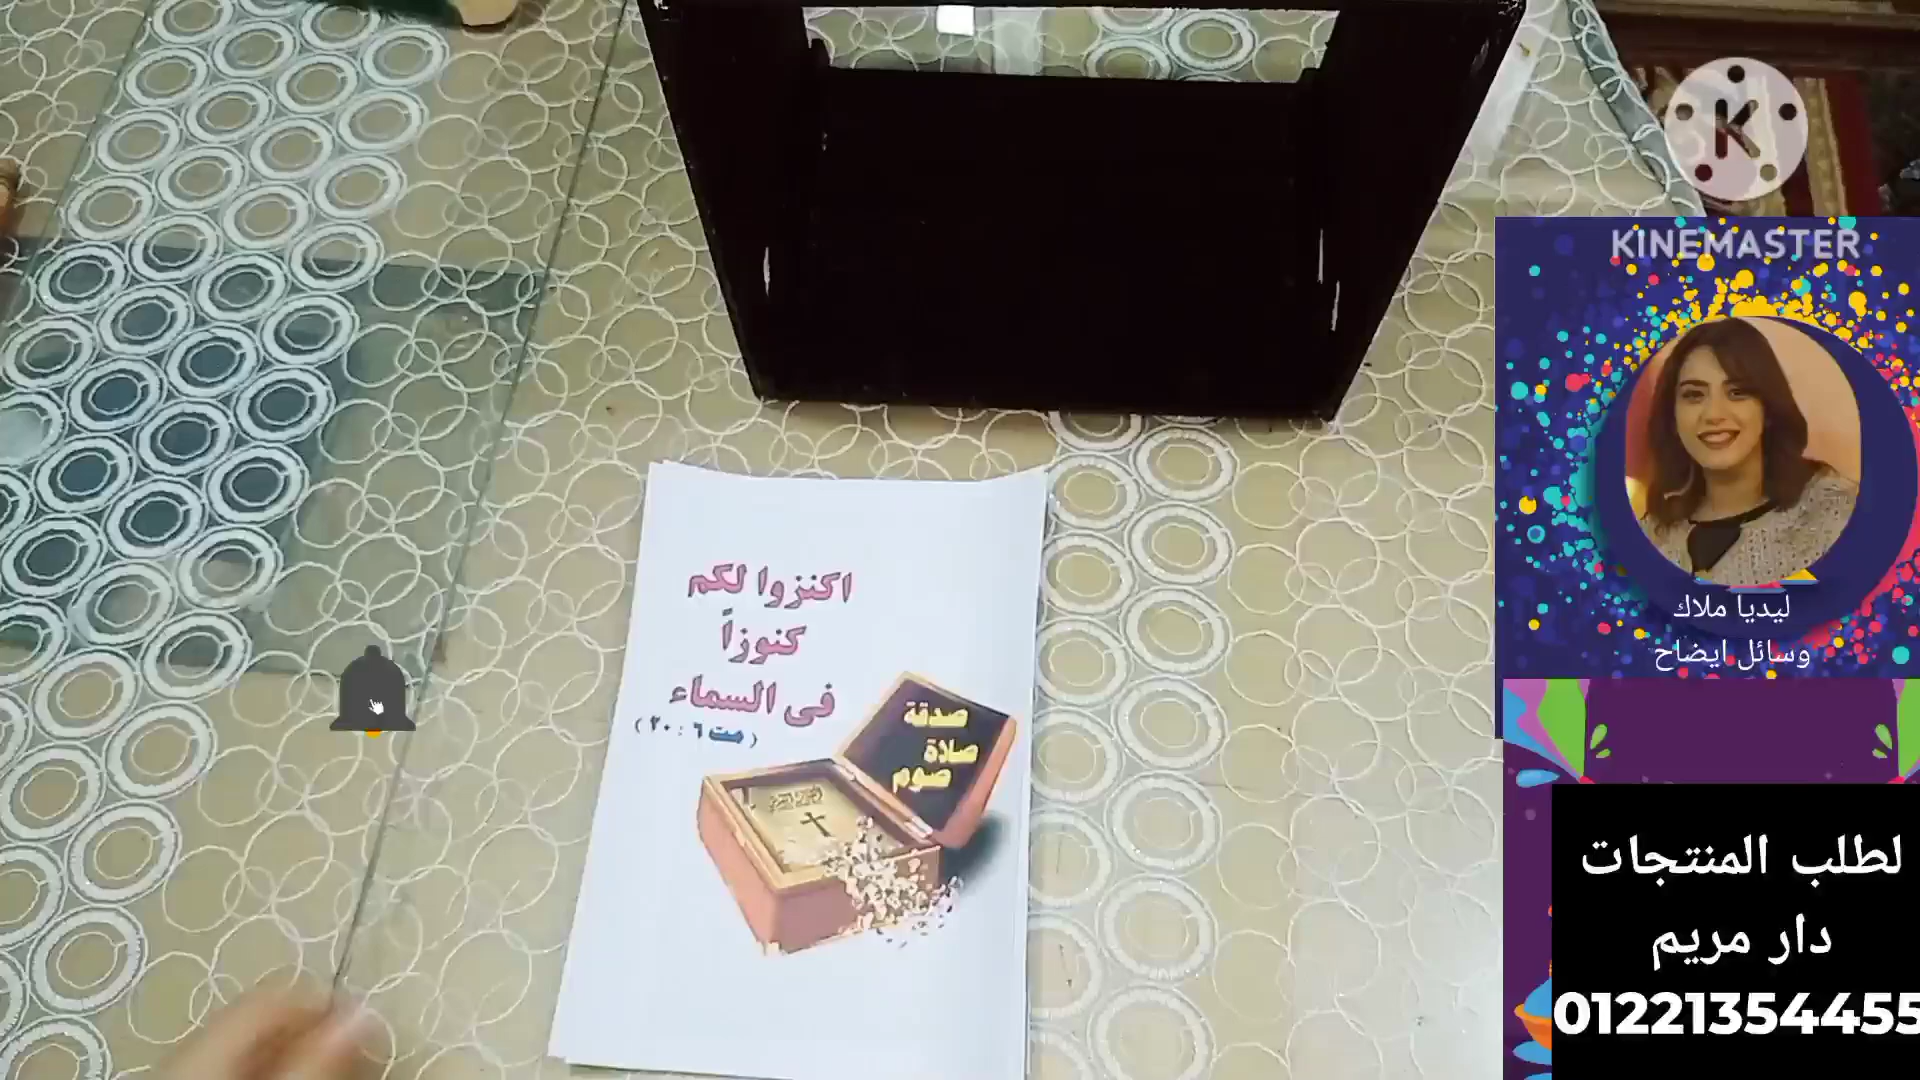 اكنزوا لكم
كنوزاً
فى السماء
(مت ٦ : ٢٠)
صدقة
صلاة
صوم
K
KINEMASTER
ليديا ملاك
وسائل ايضاح
لطلب المنتجات
دار مريم
01221354455